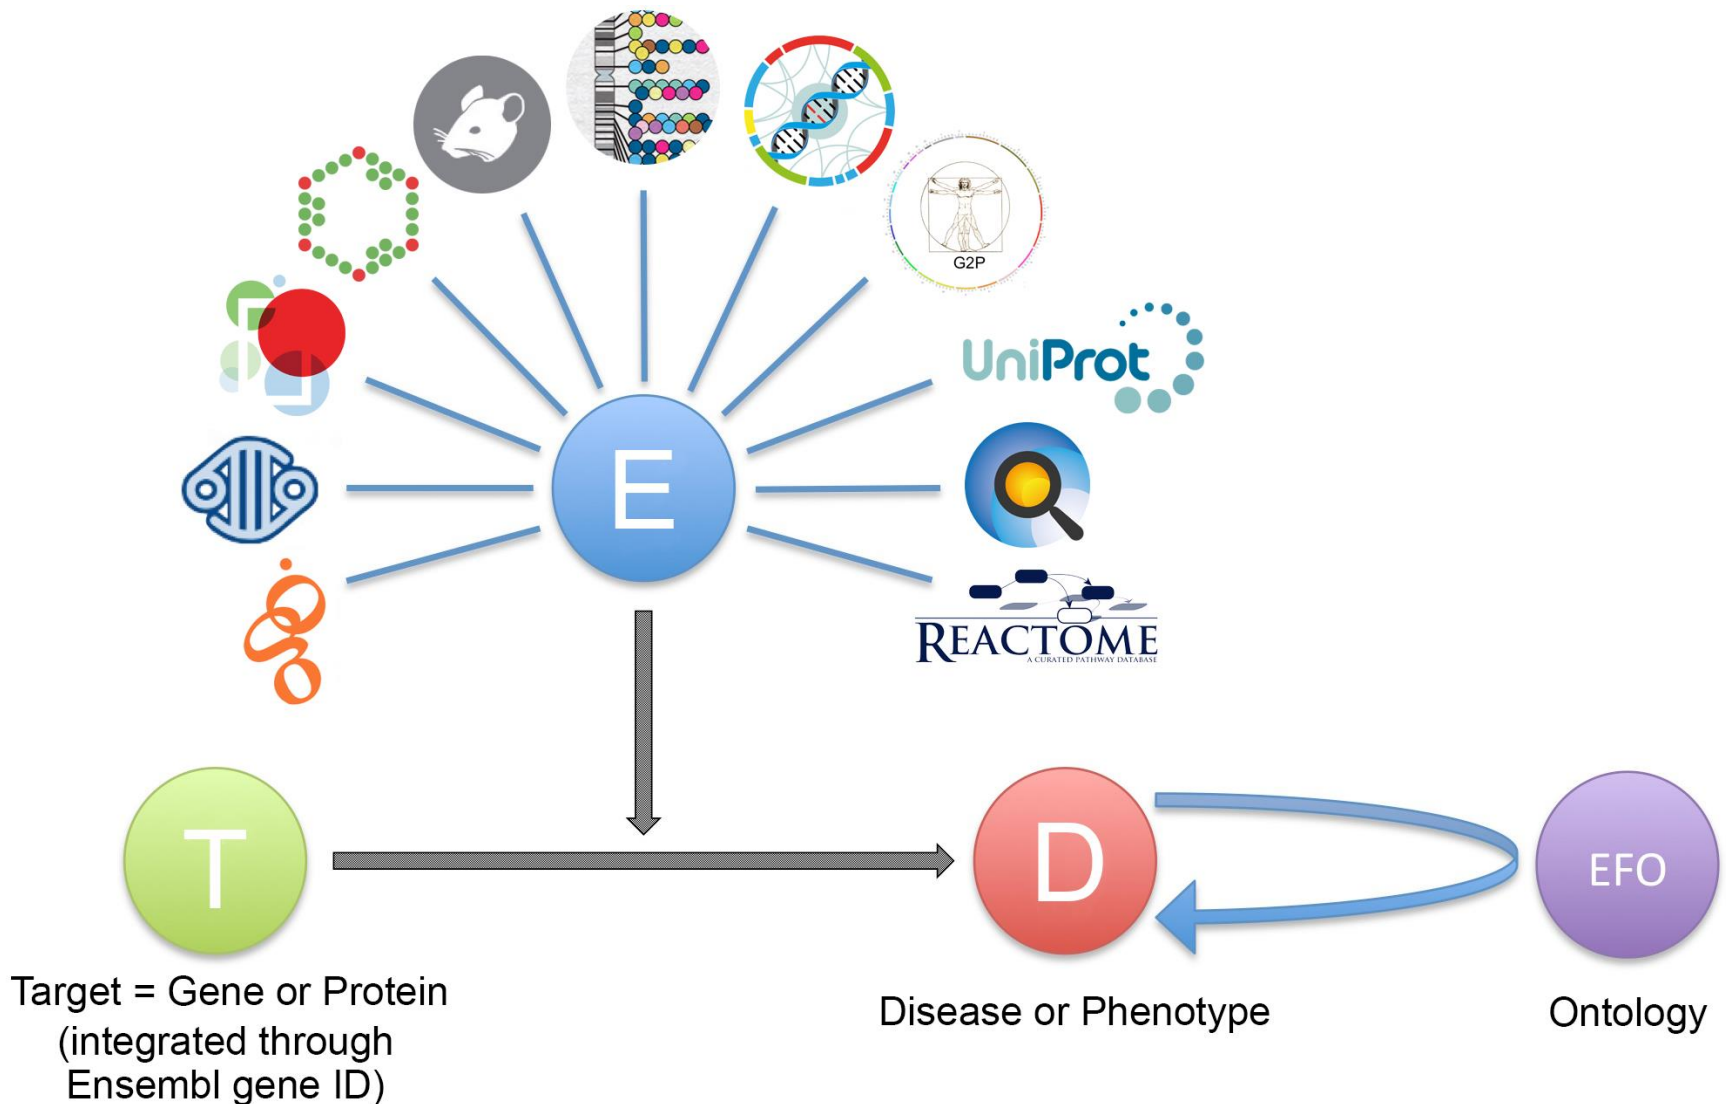 G2P
UniProt
E
REACTOME
A CURATED PATHWAY DATABASE
T
D
EFO
Target = Gene or Protein
(integrated through
Ensembl gene ID)
Disease or Phenotype
Ontology